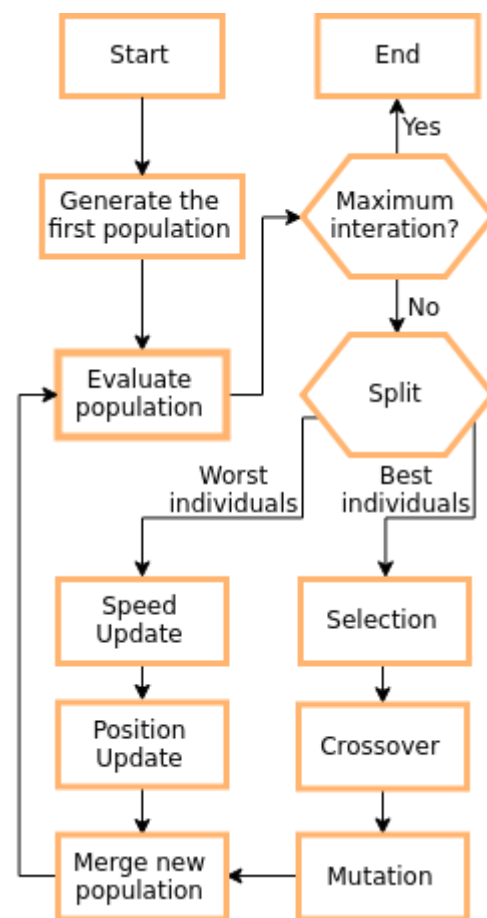 Start
End
Yes
Generate the
first population
Maximum
interation?
No
Evaluate
population
Split
Worst
individuals
Best
individuals
Speed
Update
Selection
Position
Update
Crossover
Merge new
population
Mutation